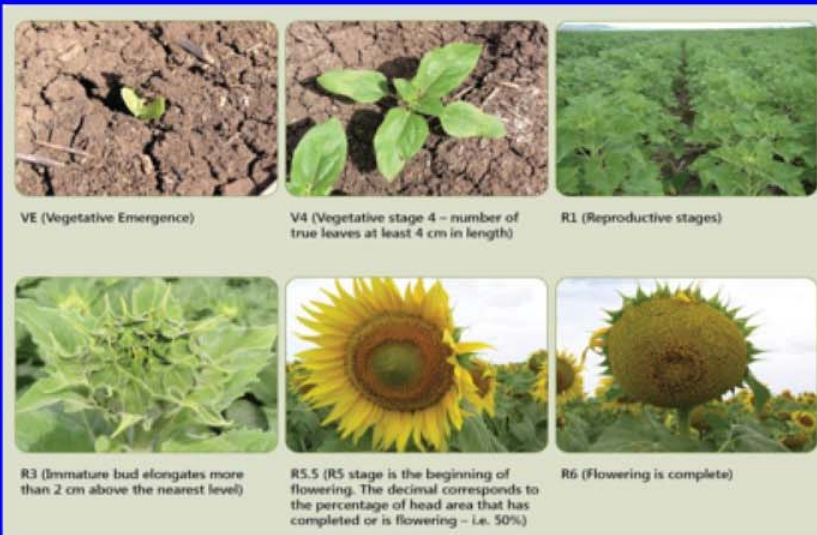 VE (Vegetative Emergence)
V4 (Vegetative stage 4 – number of
true leaves at least 4 cm in length)
R1 (Reproductive stages)
R3 (Immature bud elongates more
than 2 cm above the nearest level)
R5.5 (R5 stage is the beginning of
flowering. The decimal corresponds to
the percentage of head area that has
completed or is flowering – i.e. 50%)
R6 (Flowering is complete)